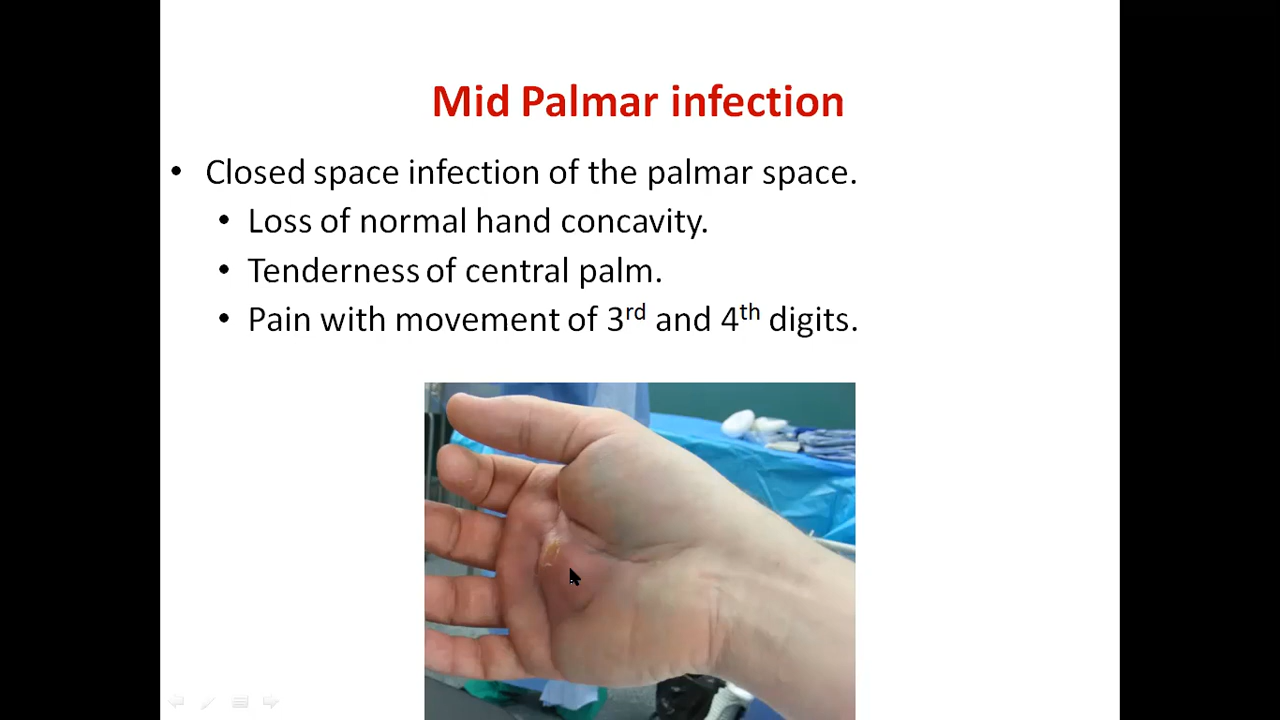 Mid Palmar infection
• Closed space infection of the palmar space.
• Loss of normal hand concavity.
• Tenderness of central palm.
• Pain with movement of 3rd and 4th digits.